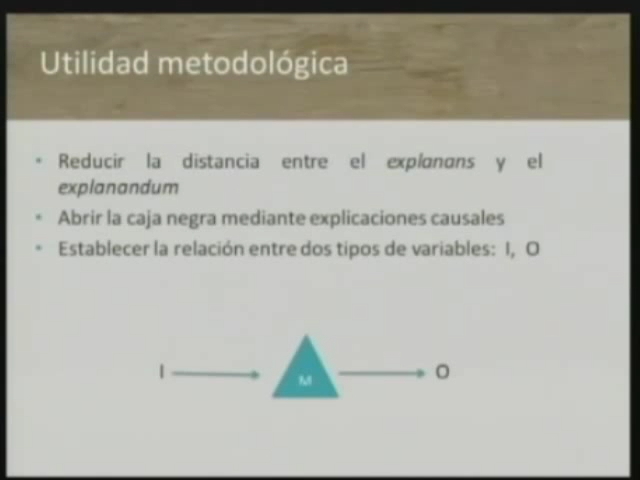 Utilidad metodológica
• Reducir la distancia entre el explanans y el
explanandum
• Abrir la caja negra mediante explicaciones causales
• Establecer la relación entre dos tipos de variables: I, O
I
M
O